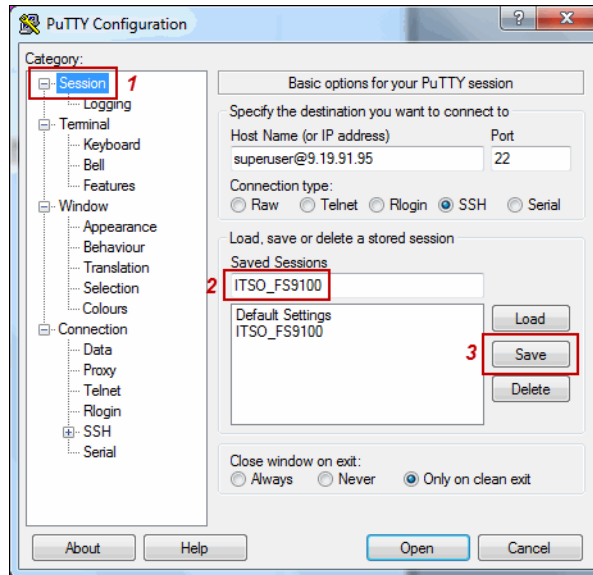 PuTTY Configuration
Category:
Session
1
Logging
Terminal
Keyboard
Bell
Features
Window
Appearance
Behaviour
Translation
Selection
Colours
Connection
Data
Proxy
Telnet
Rlogin
SSH
Serial
Basic options for your PuTTY session
Specify the destination you want to connect to
Host Name (or IP address) Port
superuser@9.19.91.95 22
Connection type:
Raw Telnet Rlogin SSH Serial
Load, save or delete a stored session
Saved Sessions
2 ITSO_FS9100
Default Settings
ITSO_FS9100
Load
3 Save
Delete
Close window on exit:
Always Never Only on clean exit
About Help Open Cancel